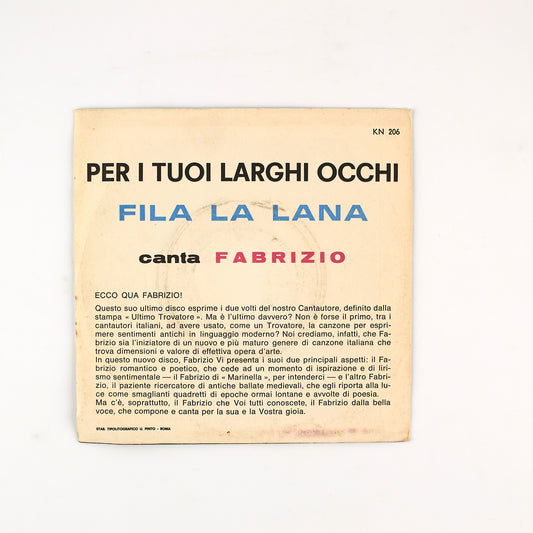 KN 206
PER I TUOI LARGHI OCCHI
FILA LA LANA
canta FABRIZIO
ECCO QUA FABRIZIO!
Questo suo ultimo disco esprime i due volti del nostro Cantautore, definito dalla
stampa « Ultimo Trovatore ». Ma è l'ultimo davvero? Non è forse il primo, tra i
cantautori italiani, ad avere usato, come un Trovatore, la canzone per espri-
mere sentimenti antichi in linguaggio moderno? Noi crediamo, infatti, che Fa-
brizio sia l'iniziatore di un nuovo e più maturo genere di canzone italiana che
trova dimensioni e valore di effettiva opera d'arte.
In questo nuovo disco, Fabrizio Vi presenta i suoi due principali aspetti: il Fa-
brizio romantico e poetico, che cede ad un momento di ispirazione e di liri-
smo sentimentale — il Fabrizio di « Marinella », per intenderci — e l'altro Fabri-
zio, il paziente ricercatore di antiche ballate medievali, che egli riporta alla lu-
ce come smaglianti quadretti di epoche ormai lontane e avvolte di poesia.
Ma c'è, soprattutto, il Fabrizio che Voi tutti conoscete, il Fabrizio dalla bella
voce, che compone e canta per la sua e la Vostra gioia.
STAB. TIPOLITOGRAFICO U. PINTO - ROMA